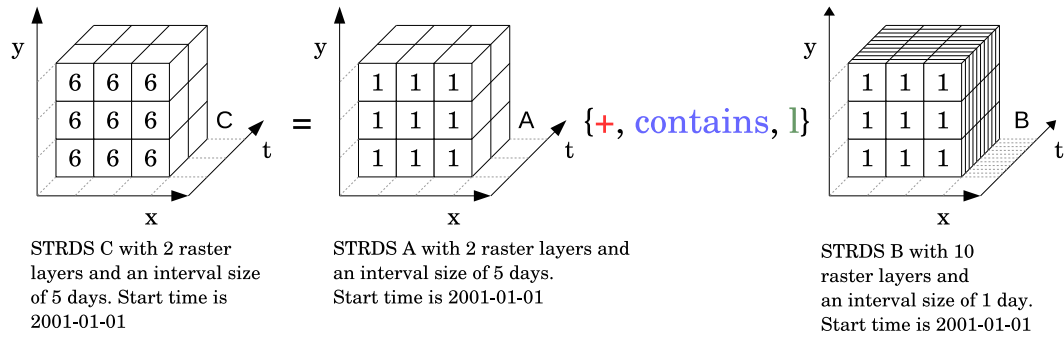 y
6 6 6
6 6 6
6 6 6
C
t
x
=
y
1 1 1
1 1 1
1 1 1
A
t
x
{+, contains, l}
y
1 1 1
1 1 1
1 1 1
B
t
x
STRDS C with 2 raster
layers and an interval size
of 5 days. Start time is
2001-01-01
STRDS A with 2 raster layers and
an interval size of 5 days.
Start time is 2001-01-01
STRDS B with 10
raster layers and
an interval size of 1 day.
Start time is 2001-01-01